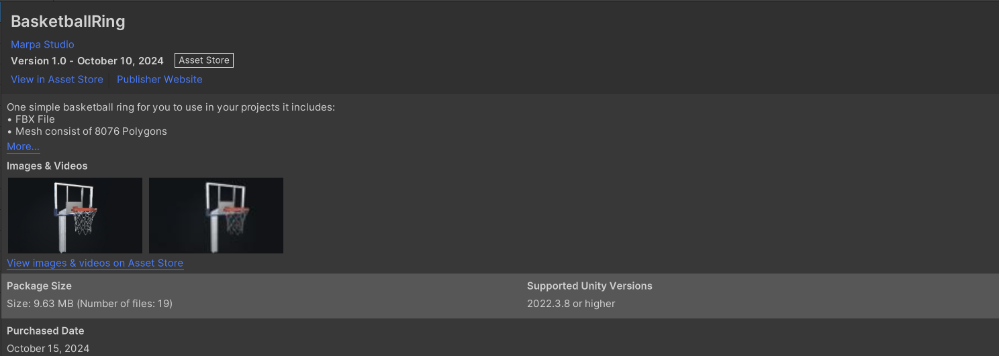 BasketballRing
Marpa Studio
Version 1.0 - October 10, 2024 Asset Store
View in Asset Store Publisher Website
One simple basketball ring for you to use in your projects it includes:
• FBX File
• Mesh consist of 8076 Polygons
More...
Images & Videos
View images & videos on Asset Store
Package Size Supported Unity Versions
Size: 9.63 MB (Number of files: 19) 2022.3.8 or higher
Purchased Date
October 15, 2024